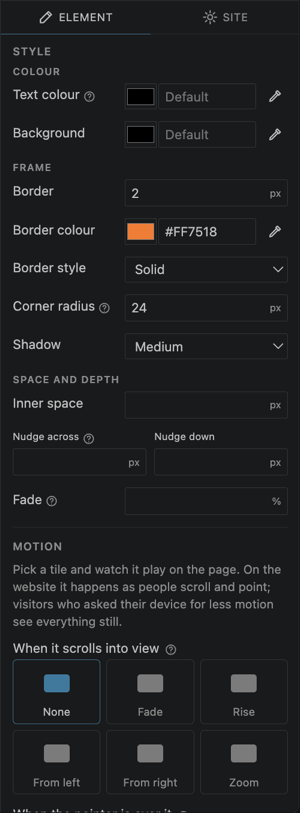 ELEMENT
SITE
STYLE
COLOUR
Text colour ?
Default
Background
Default
FRAME
Border
2
px
Border colour
#FF7518
Border style
Solid
Corner radius ?
24
px
Shadow
Medium
SPACE AND DEPTH
Inner space
px
Nudge across ?
Nudge down
px
px
Fade ?
%
MOTION
Pick a tile and watch it play on the page. On
the website it happens as people scroll and point;
visitors who asked their device for less motion
see everything still.
When it scrolls into view ?
None
Fade
Rise
From left
From right
Zoom